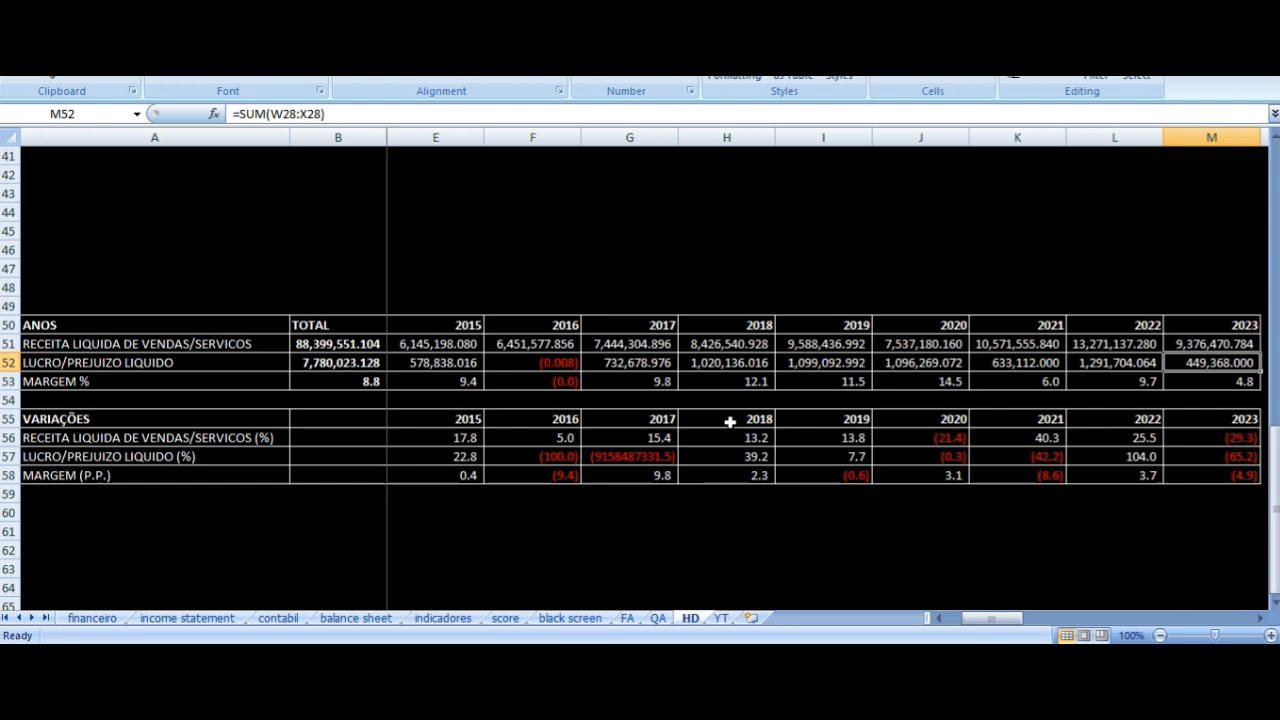 Formatting as Table Styles Filter Select
Clipboard Font Alignment Number Styles Cells Editing
M52 fx =SUM(W28:X28)
A B E F G H I J K L M
41
42
43
44
45
46
47
48
49
50 ANOS TOTAL 2015 2016 2017 2018 2019 2020 2021 2022 2023
51 RECEITA LIQUIDA DE VENDAS/SERVICOS 88,399,551.104 6,145,198.080 6,451,577.856 7,444,304.896 8,426,540.928 9,588,436.992 7,537,180.160 10,571,555.840 13,271,137.280 9,376,470.784
52 LUCRO/PREJUIZO LIQUIDO 7,780,023.128 578,838.016 (0.008) 732,678.976 1,020,136.016 1,099,092.992 1,096,269.072 633,112.000 1,291,704.064 449,368.000
53 MARGEM % 8.8 9.4 (0.0) 9.8 12.1 11.5 14.5 6.0 9.7 4.8
54
55 VARIAÇÕES 2015 2016 2017 2018 2019 2020 2021 2022 2023
56 RECEITA LIQUIDA DE VENDAS/SERVICOS (%) 17.8 5.0 15.4 13.2 13.8 (21.4) 40.3 25.5 (29.3)
57 LUCRO/PREJUIZO LIQUIDO (%) 22.8 (100.0) (9158487331.5) 39.2 7.7 (0.3) (42.2) 104.0 (65.2)
58 MARGEM (P.P.) 0.4 (9.4) 9.8 2.3 (0.6) 3.1 (8.6) 3.7 (4.9)
59
60
61
62
63
64
65
financeiro income statement contabil balance sheet indicadores score black screen FA QA HD YT
Ready 100%